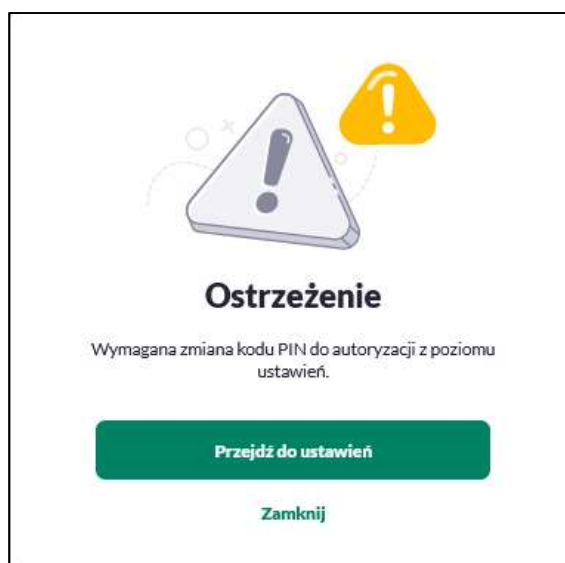 Ostrzeżenie
Wymagana zmiana kodu PIN do autoryzacji z poziomu
ustawień.
Przejdź do ustawień
Zamknij